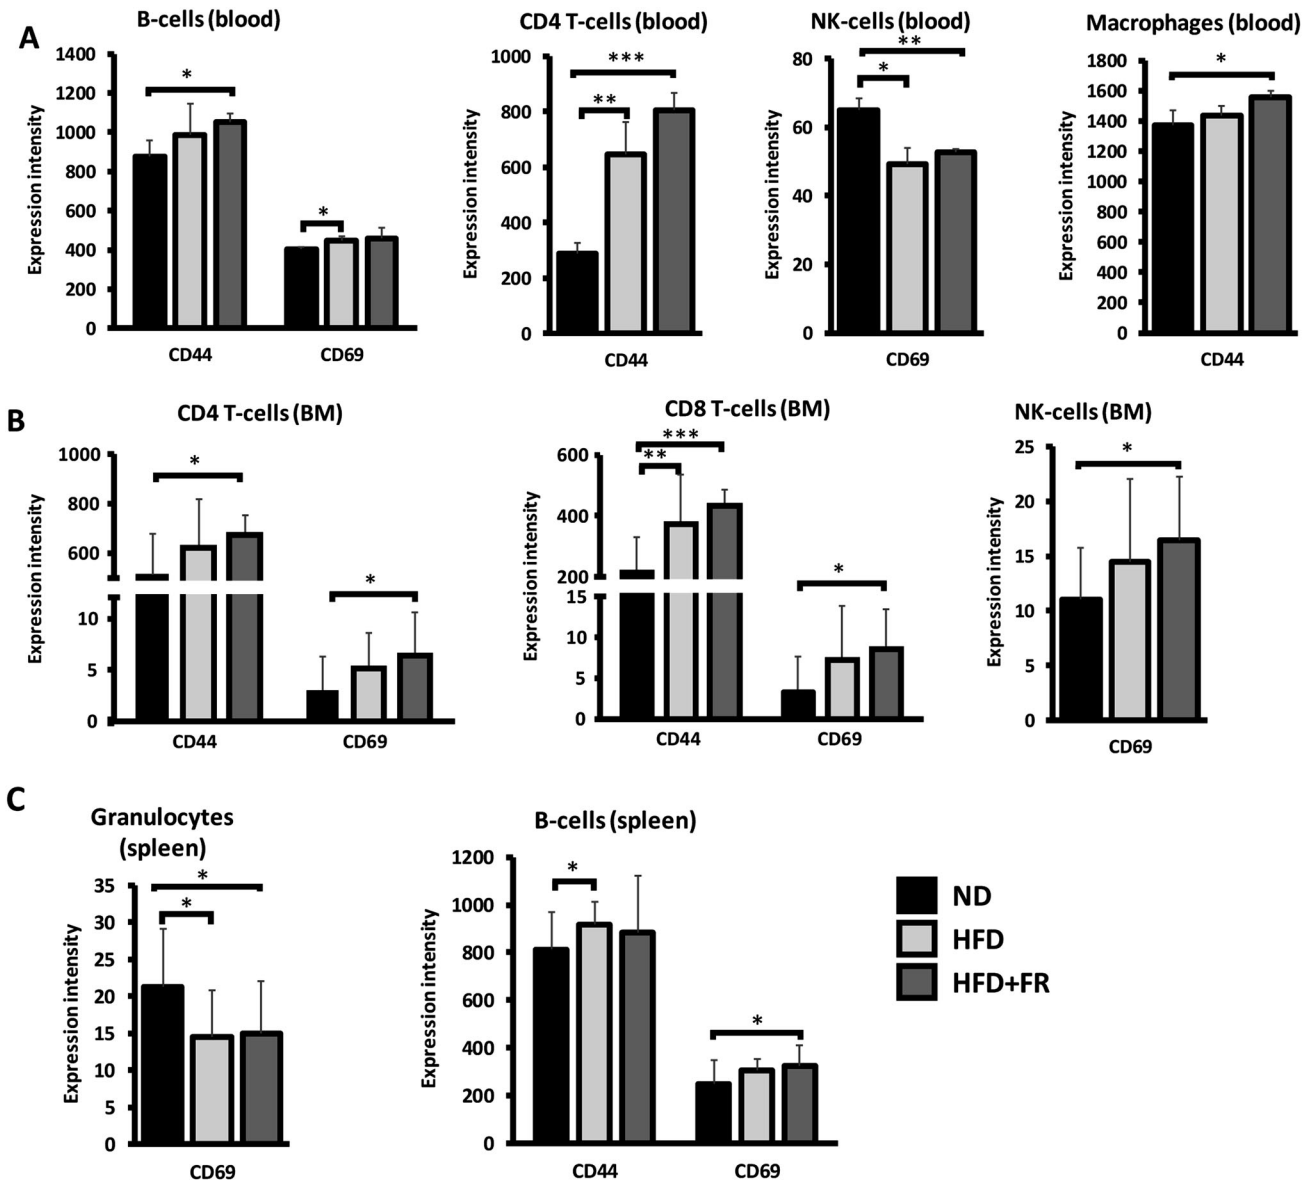 A
B-cells (blood)
Expression intensity
1400
1200
1000
800
600
400
200
0
*
*
CD44
CD69
CD4 T-cells (blood)
Expression intensity
1000
800
600
400
200
0
***
**
CD44
NK-cells (blood)
Expression intensity
80
60
40
20
0
**
*
CD69
Macrophages (blood)
Expression intensity
1800
1600
1400
1200
1000
800
600
400
200
0
*
CD44
B
CD4 T-cells (BM)
Expression intensity
1000
800
600
10
5
0
*
*
CD44
CD69
CD8 T-cells (BM)
Expression intensity
600
400
200
15
10
5
0
***
**
*
CD44
CD69
NK-cells (BM)
Expression intensity
25
20
15
10
5
0
*
CD69
C
Granulocytes
(spleen)
Expression intensity
35
30
25
20
15
10
5
0
*
*
CD69
B-cells (spleen)
Expression intensity
1200
1000
800
600
400
200
0
*
*
CD44
CD69
ND
HFD
HFD+FR